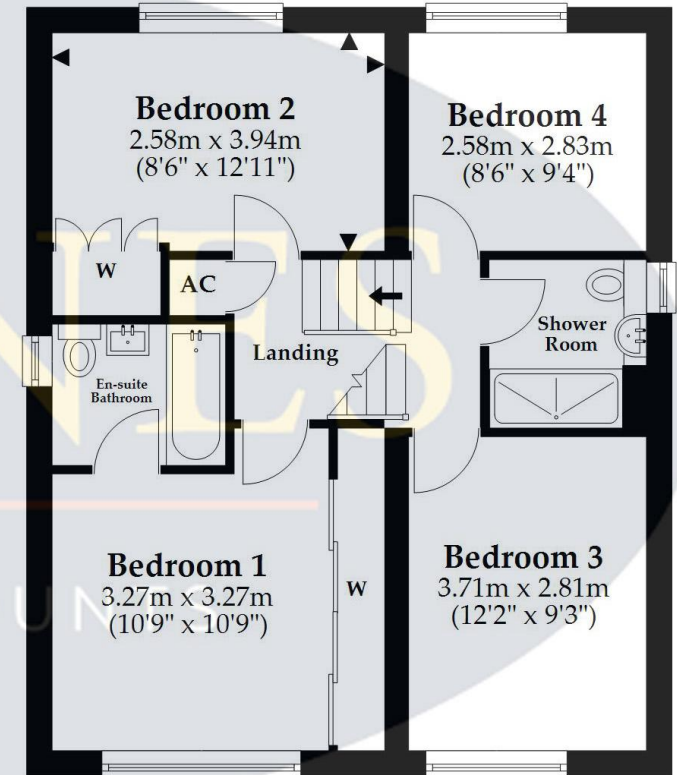 Bedroom 2
2.58m x 3.94m
(8'6" x 12'11")
Bedroom 4
2.58m x 2.83m
(8'6" x 9'4")
W
AC
Landing
Shower
Room
En-suite
Bathroom
Bedroom 1
3.27m x 3.27m
(10'9" x 10'9")
W
Bedroom 3
3.71m x 2.81m
(12'2" x 9'3")
NES
UNTS